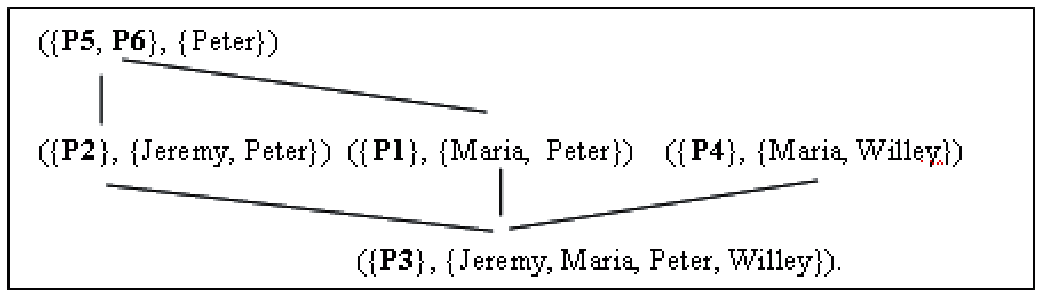 ({P5, P6}, {Peter})
({P2}, {Jeremy, Peter}) ({P1}, {Maria, Peter}) ({P4}, {Maria, Willey})
({P3}, {Jeremy, Maria, Peter, Willey}).